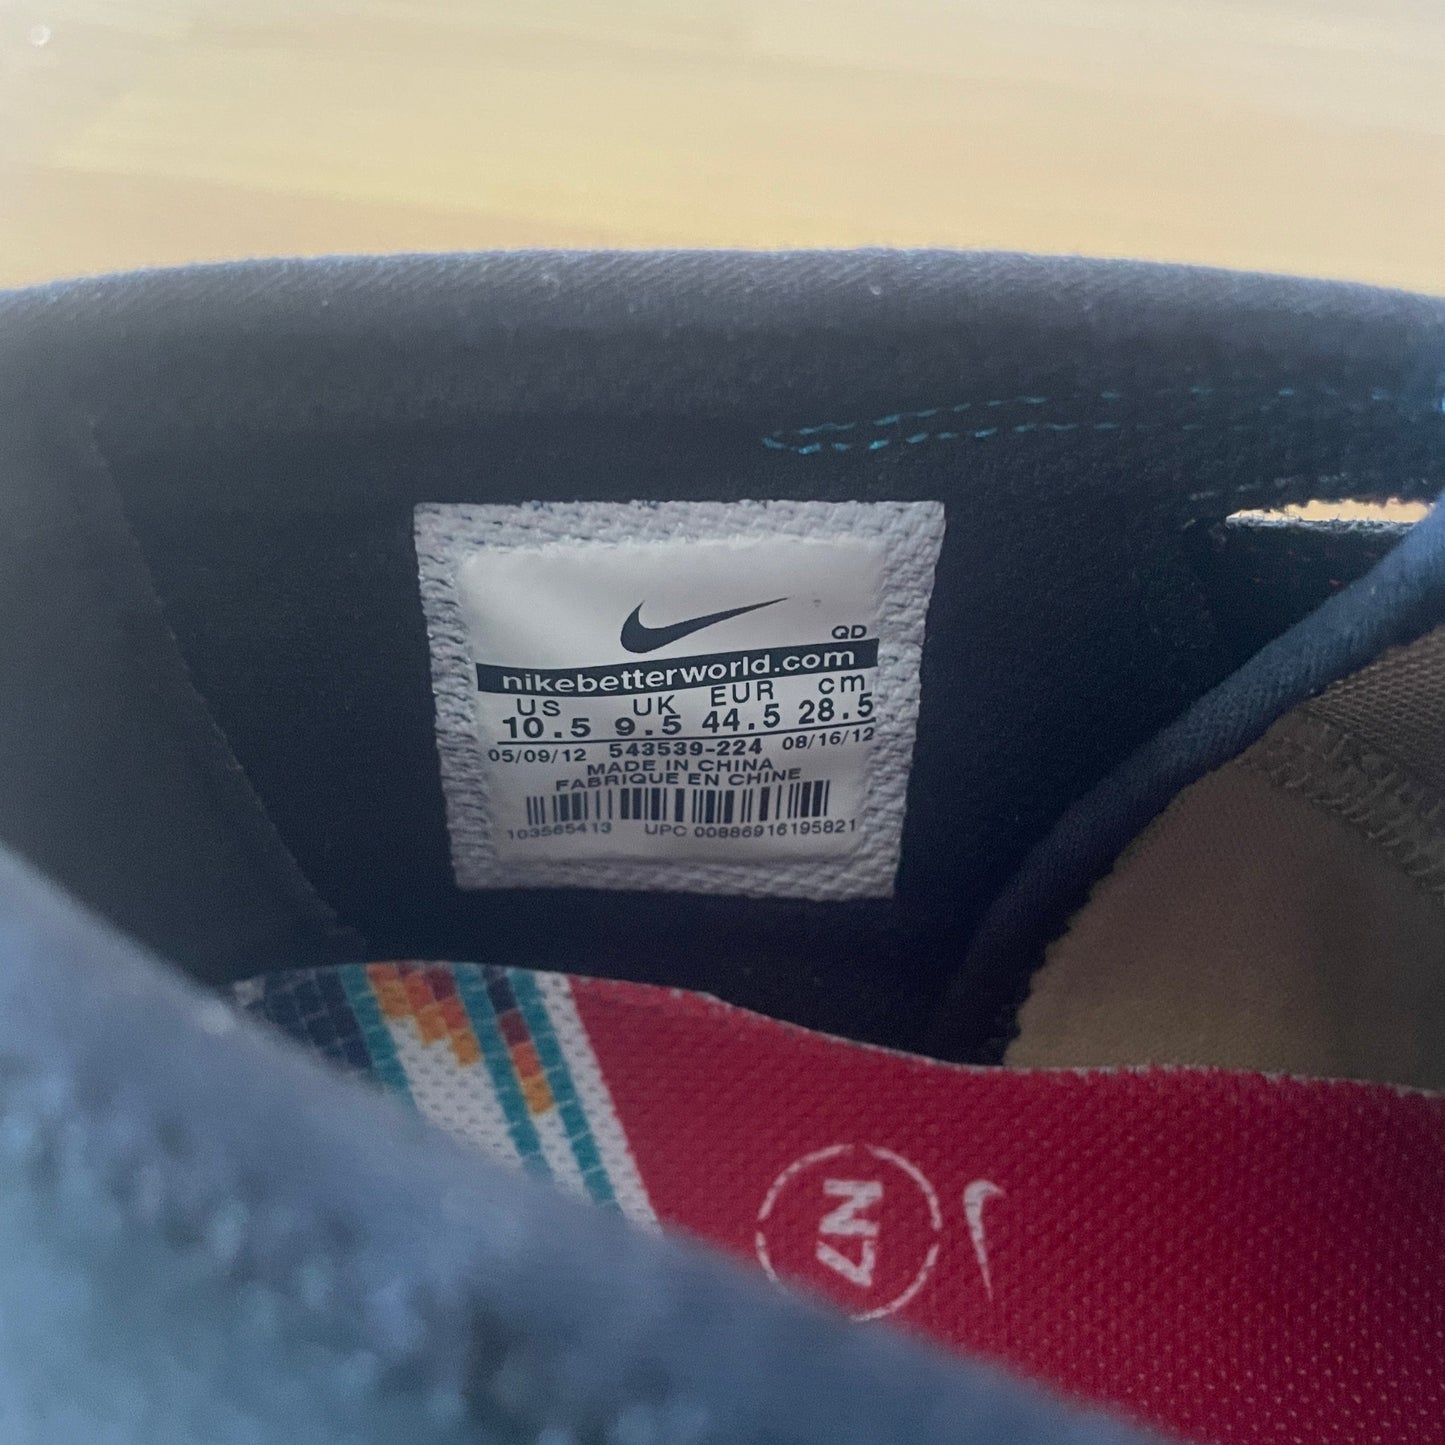 QD
nikebetterworld.com
US UK EUR cm
10.5 9.5 44.5 28.5
05/09/12 543539-224 08/16/12
MADE IN CHINA
FABRIQUE EN CHINE
103565413 UPC 00886916195821
N7